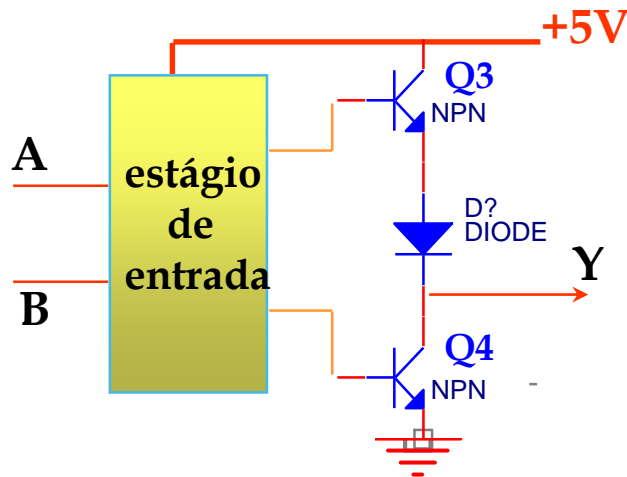 +5V
Q3
NPN
A
estágio
de
entrada
D?
DIODE
Y
B
Q4
NPN